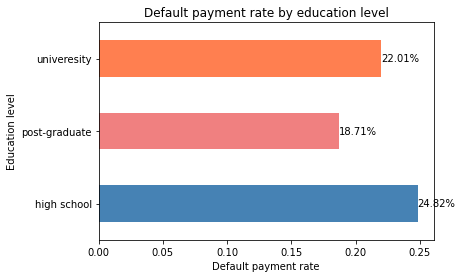 Default payment rate by education level
Education level
univeresity
22.01%
post-graduate
18.71%
high school
24.82%
0.00
0.05
0.10
0.15
0.20
0.25
Default payment rate